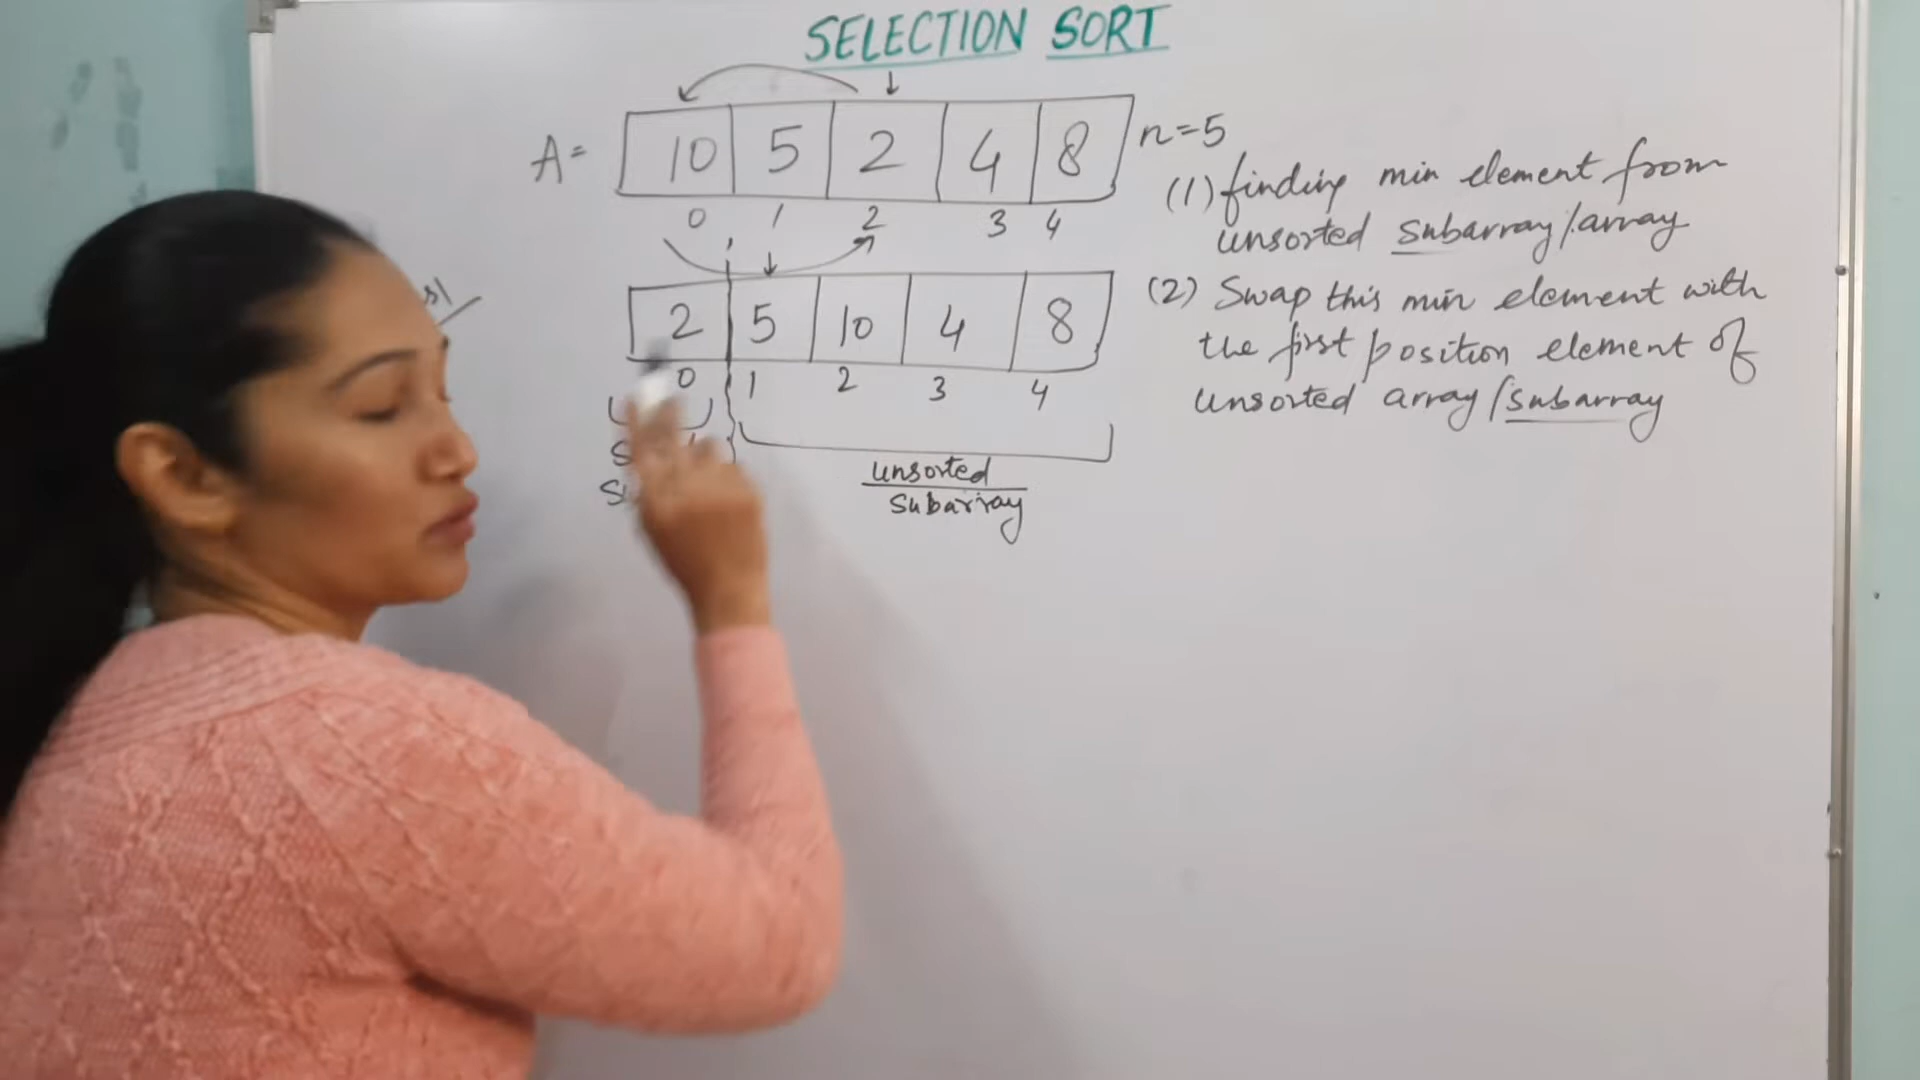 SELECTION SORT
A= 10 5 2 4 8 n=5
0 1 2 3 4
2 5 10 4 8
0 1 2 3 4
unsorted
subarray
(1) finding min element from
unsorted subarray/array
(2) Swap this min element with
the first position element of
unsorted array/subarray